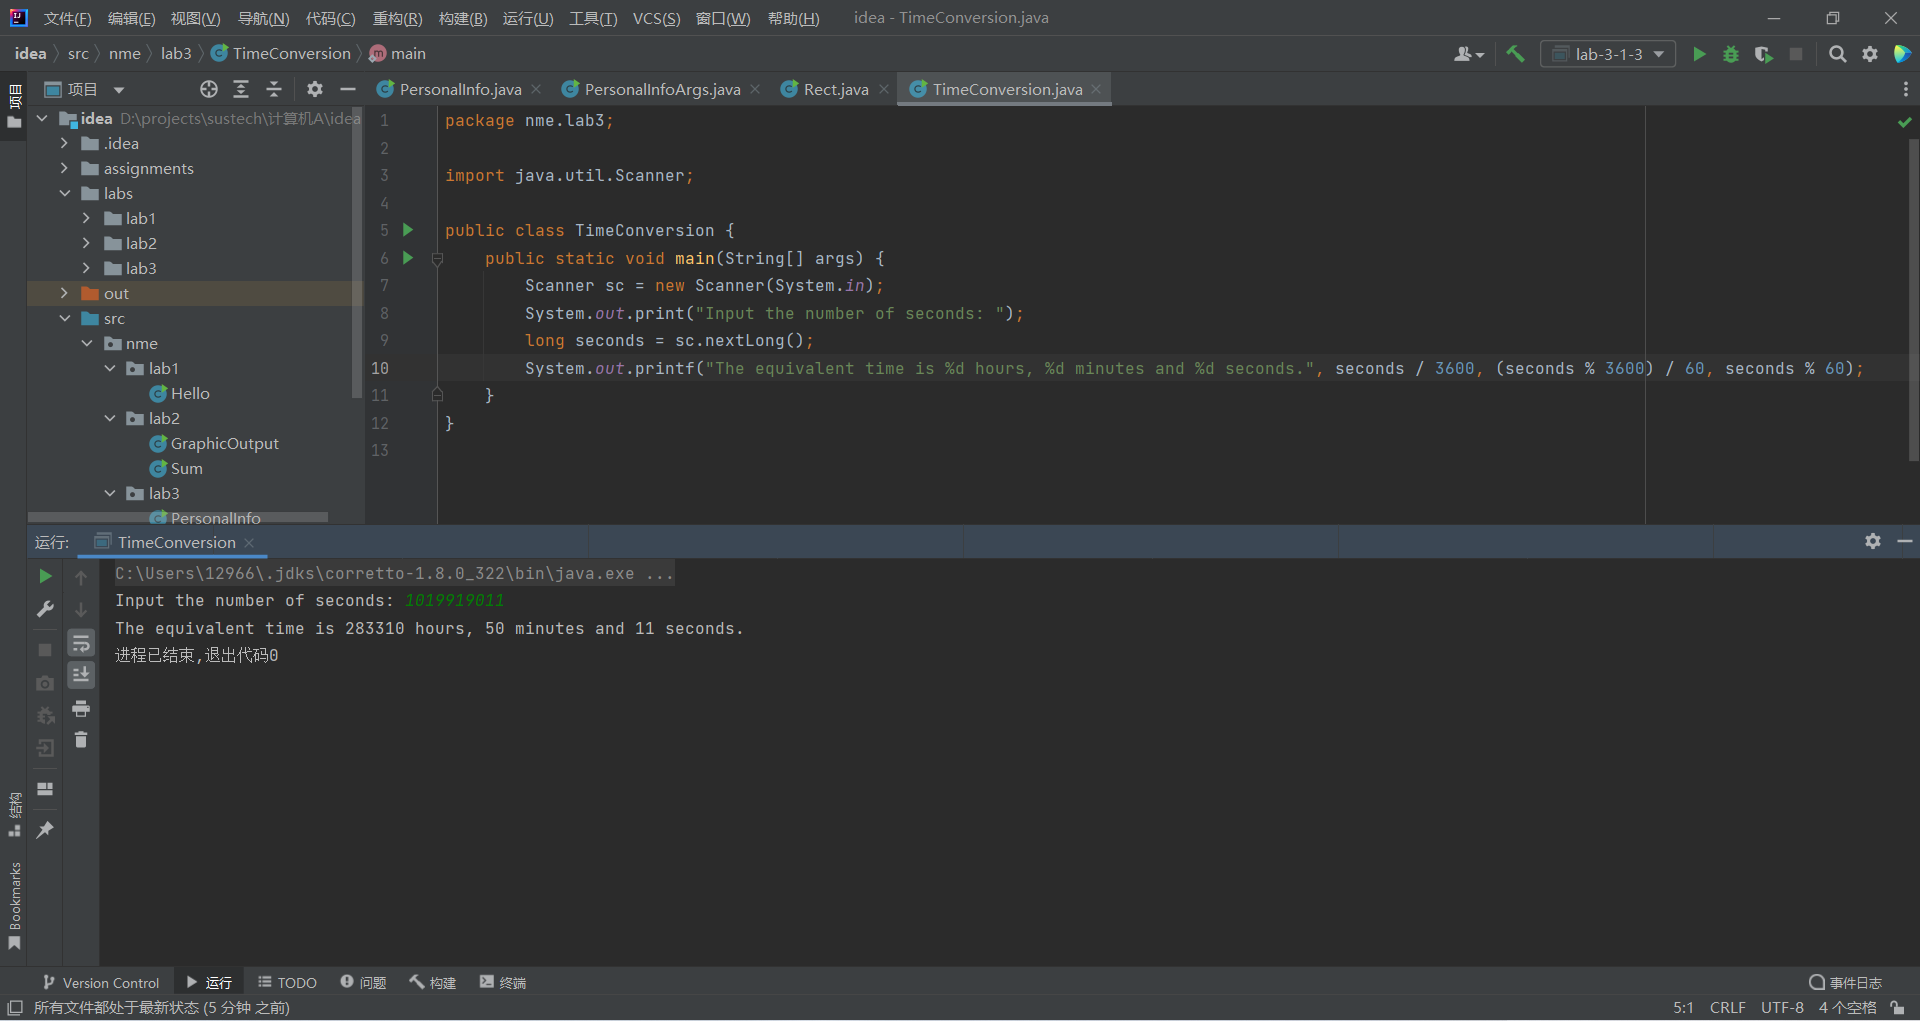 文件(F) 编辑(E) 视图(V) 导航(N) 代码(C) 重构(R) 构建(B) 运行(U) 工具(T) VCS(S) 窗口(W) 帮助(H) idea - TimeConversion.java
idea src nme lab3 TimeConversion main lab-3-1-3
项目
项目
PersonalInfo.java PersonalInfoArgs.java Rect.java TimeConversion.java
idea D:\projects\sustech\计算机A\idea
.idea
assignments
labs
lab1
lab2
lab3
out
src
nme
lab1
Hello
lab2
GraphicOutput
Sum
lab3
PersonalInfo
1 package nme.lab3;
2
3 import java.util.Scanner;
4
5 public class TimeConversion {
6 public static void main(String[] args) {
7 Scanner sc = new Scanner(System.in);
8 System.out.print("Input the number of seconds: ");
9 long seconds = sc.nextLong();
10 System.out.printf("The equivalent time is %d hours, %d minutes and %d seconds.", seconds / 3600, (seconds % 3600) / 60, seconds % 60);
11 }
12 }
13
运行: TimeConversion
C:\Users\12966\.jdks\corretto-1.8.0_322\bin\java.exe ...
Input the number of seconds: 1019919011
The equivalent time is 283310 hours, 50 minutes and 11 seconds.
进程已结束,退出代码0
结构
Bookmarks
Version Control 运行 TODO 问题 构建 终端 事件日志
所有文件都处于最新状态 (5 分钟 之前) 5:1 CRLF UTF-8 4 个空格